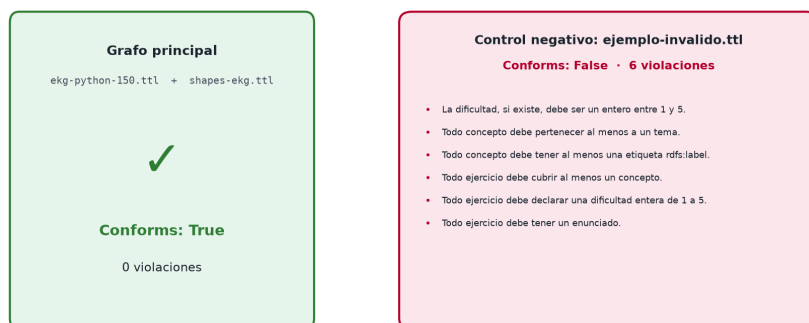 Grafo principal
ekg-python-150.ttl + shapes-ekg.ttl
✓
Conforms: True
0 violaciones
Control negativo: ejemplo-invalido.ttl
Conforms: False · 6 violaciones
• La dificultad, si existe, debe ser un entero entre 1 y 5.
• Todo concepto debe pertenecer al menos a un tema.
• Todo concepto debe tener al menos una etiqueta rdfs:label.
• Todo ejercicio debe cubrir al menos un concepto.
• Todo ejercicio debe declarar una dificultad entera de 1 a 5.
• Todo ejercicio debe tener un enunciado.